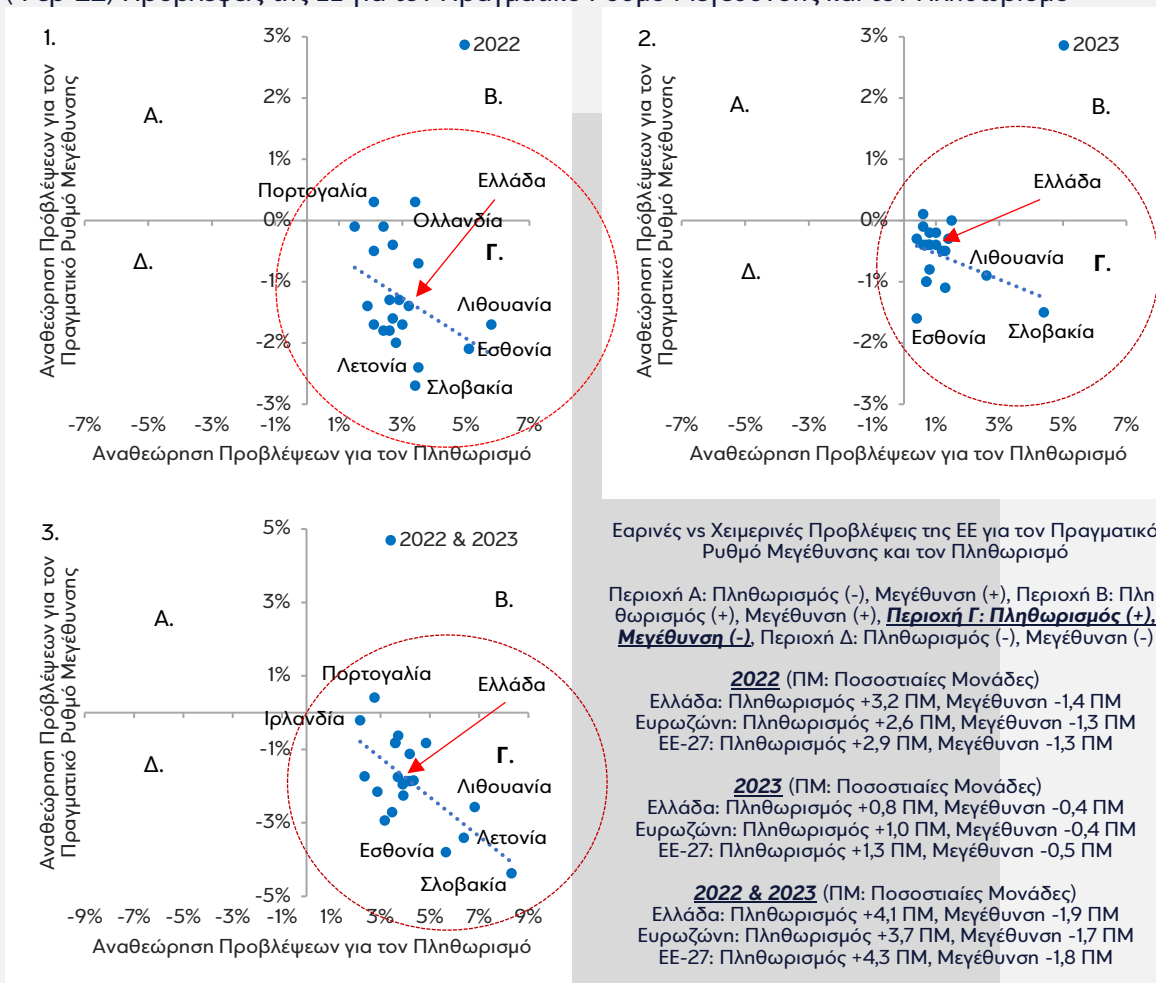 1.
3%
2022
2%
Α.
Β.
1%
Πορτογαλία
Ελλάδα
0%
Ολλανδία
Δ.
Γ.
-1%
Λιθουανία
-2%
Εσθονία
Λετονία
Σλοβακία
-3%
-7% -5% -3% -1% 1% 3% 5% 7%
Αναθεώρηση Προβλέψεων για τον Πληθωρισμό
Αναθεώρηση Προβλέψεων για τον
Πραγματικό Ρυθμό Μεγέθυνσης
2.
3%
2023
2%
Α.
Β.
1%
Ελλάδα
0%
Λιθουανία
Γ.
Δ.
-1%
Εσθονία
Σλοβακία
-2%
-3%
-7% -5% -3% -1% 1% 3% 5% 7%
Αναθεώρηση Προβλέψεων για τον Πληθωρισμό
Αναθεώρηση Προβλέψεων για τον
Πραγματικό Ρυθμό Μεγέθυνσης
3.
5%
2022 & 2023
3%
Α.
Β.
1%
Πορτογαλία
Ελλάδα
Ιρλανδία
-1%
Δ.
Γ.
Λιθουανία
-3%
Λετονία
Εσθονία
Σλοβακία
-5%
-9% -7% -5% -3% -1% 1% 3% 5% 7% 9%
Αναθεώρηση Προβλέψεων για τον Πληθωρισμό
Αναθεώρηση Πρόβλέψεων για τον
Πραγματικό Ρυθμό Μεγέθυνσης
Εαρινές vs Χειμερινές Προβλέψεις της ΕΕ για τον Πραγματικό
Ρυθμό Μεγέθυνσης και τον Πληθωρισμό
Περιοχή Α: Πληθωρισμός (-), Μεγέθυνση (+), Περιοχή Β: Πλη
θωρισμός (+), Μεγέθυνση (+), Περιοχή Γ: Πληθωρισμός (+),
Μεγέθυνση (-), Περιοχή Δ: Πληθωρισμός (-), Μεγέθυνση (-)
2022 (ΠΜ: Ποσοστιαίες Μονάδες)
Ελλάδα: Πληθωρισμός +3,2 ΠΜ, Μεγέθυνση -1,4 ΠΜ
Ευρωζώνη: Πληθωρισμός +2,6 ΠΜ, Μεγέθυνση -1,3 ΠΜ
ΕΕ-27: Πληθωρισμός +2,9 ΠΜ, Μεγέθυνση -1,3 ΠΜ
2023 (ΠΜ: Ποσοστιαίες Μονάδες)
Ελλάδα: Πληθωρισμός +0,8 ΠΜ, Μεγέθυνση -0,4 ΠΜ
Ευρωζώνη: Πληθωρισμός +1,0 ΠΜ, Μεγέθυνση -0,4 ΠΜ
ΕΕ-27: Πληθωρισμός +1,3 ΠΜ, Μεγέθυνση -0,5 ΠΜ
2022 & 2023 (ΠΜ: Ποσοστιαίες Μονάδες)
Ελλάδα: Πληθωρισμός +4,1 ΠΜ, Μεγέθυνση -1,9 ΠΜ
Ευρωζώνη: Πληθωρισμός +3,7 ΠΜ, Μεγέθυνση -1,7 ΠΜ
ΕΕ-27: Πληθωρισμός +4,3 ΠΜ, Μεγέθυνση -1,8 ΠΜ